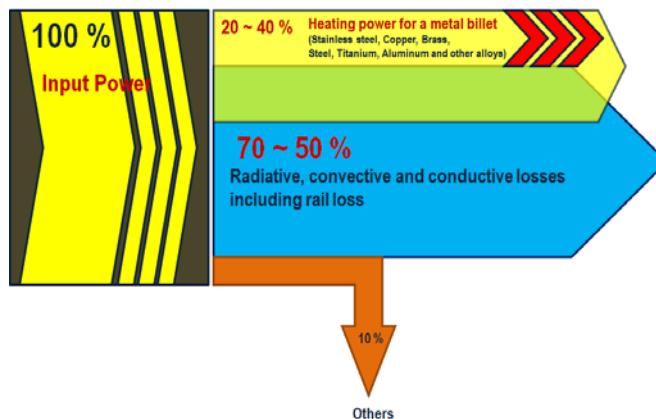 100 %
Input Power
20 ~ 40 %
Heating power for a metal billet
(Stainless steel, Copper, Brass,
Steel, Titanium, Aluminum and other alloys)
70 ~ 50 %
Radiative, convective and conductive losses
including rail loss
10 %
Others